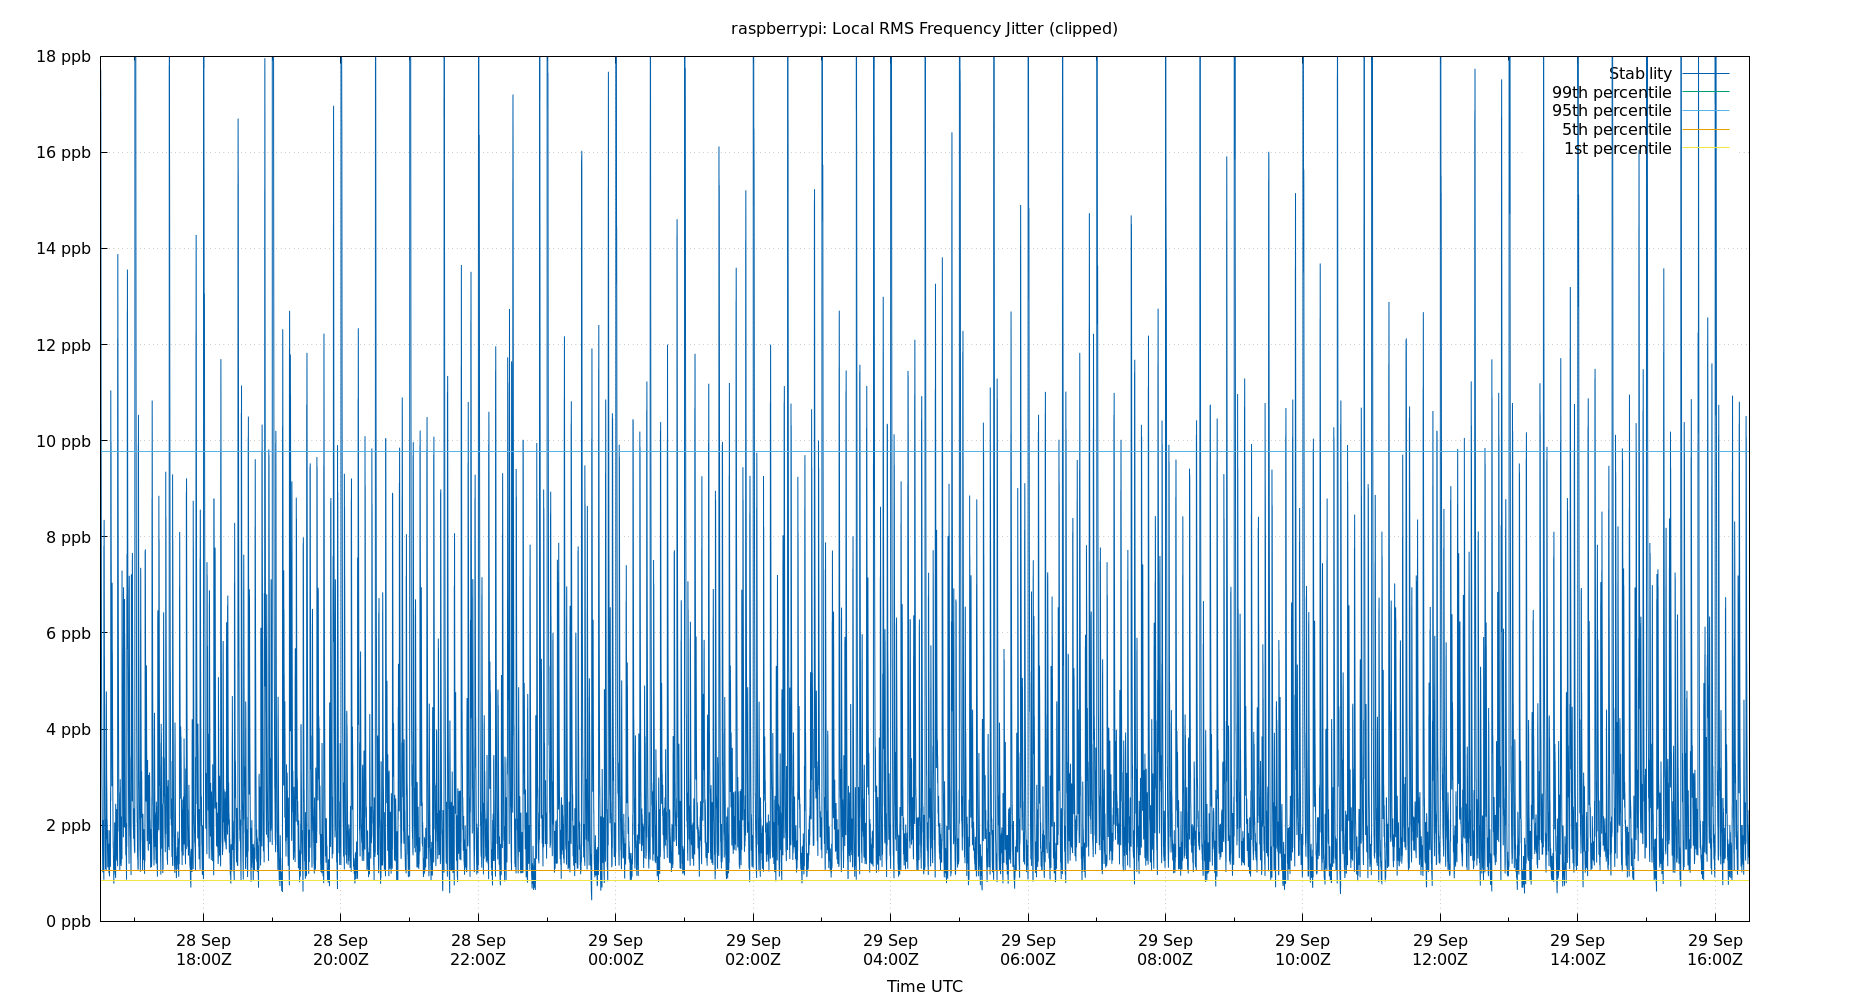 raspberrypi: Local RMS Frequency Jitter (clipped)
18 ppb
16 ppb
14 ppb
12 ppb
10 ppb
8 ppb
6 ppb
4 ppb
2 ppb
0 ppb
Stability
99th percentile
95th percentile
5th percentile
1st percentile
28 Sep
18:00Z
28 Sep
20:00Z
28 Sep
22:00Z
29 Sep
00:00Z
29 Sep
02:00Z
29 Sep
04:00Z
29 Sep
06:00Z
29 Sep
08:00Z
29 Sep
10:00Z
29 Sep
12:00Z
29 Sep
14:00Z
29 Sep
16:00Z
Time UTC